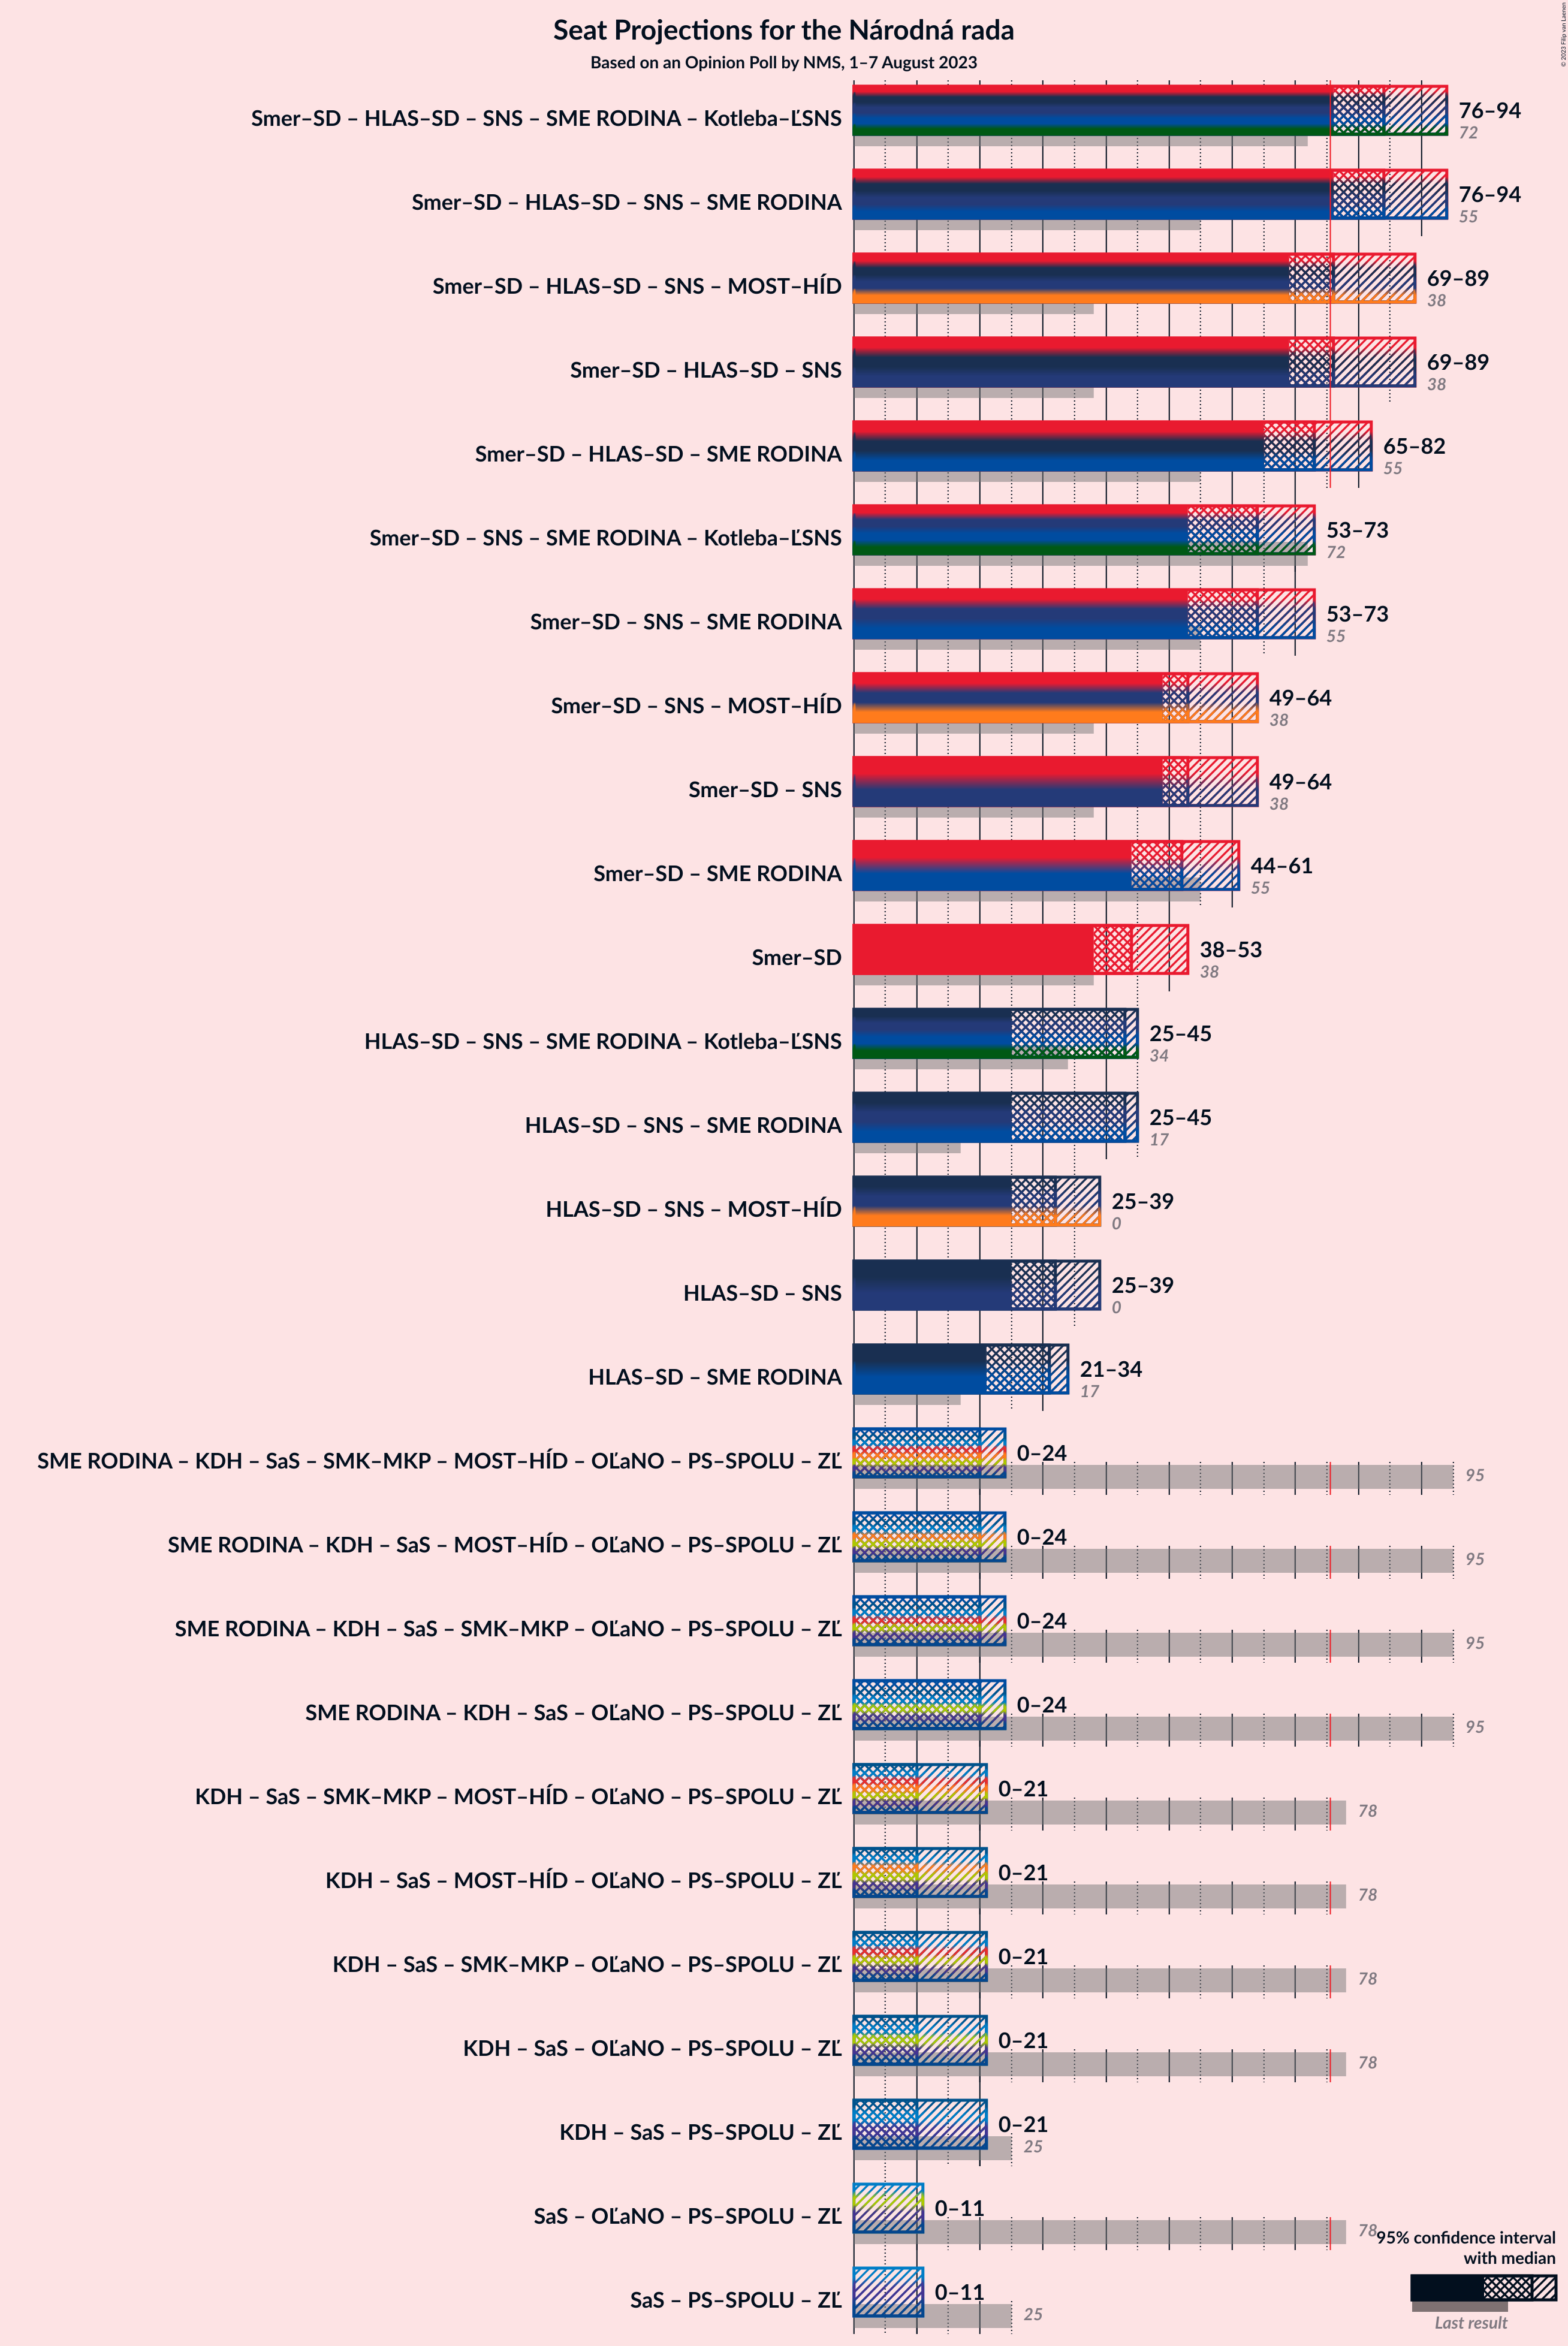 Seat Projections for the Národná rada
Based on an Opinion Poll by NMS, 1–7 August 2023
© 2023 Filip van Laenen
Smer–SD – HLAS–SD – SNS – SME RODINA – Kotleba–ĽSNS
76–94
72
Smer–SD – HLAS–SD – SNS – SME RODINA
76–94
55
Smer–SD – HLAS–SD – SNS – MOST–HÍD
69–89
38
Smer–SD – HLAS–SD – SNS
69–89
38
Smer–SD – HLAS–SD – SME RODINA
65–82
55
Smer–SD – SNS – SME RODINA – Kotleba–ĽSNS
53–73
72
Smer–SD – SNS – SME RODINA
53–73
55
Smer–SD – SNS – MOST–HÍD
49–64
38
Smer–SD – SNS
49–64
38
Smer–SD – SME RODINA
44–61
55
Smer–SD
38–53
38
HLAS–SD – SNS – SME RODINA – Kotleba–ĽSNS
25–45
34
HLAS–SD – SNS – SME RODINA
25–45
17
HLAS–SD – SNS – MOST–HÍD
25–39
0
HLAS–SD – SNS
25–39
0
HLAS–SD – SME RODINA
21–34
17
SME RODINA – KDH – SaS – SMK–MKP – MOST–HÍD – OĽaNO – PS–SPOLU – ZĽ
0–24
95
SME RODINA – KDH – SaS – MOST–HÍD – OĽaNO – PS–SPOLU – ZĽ
0–24
95
SME RODINA – KDH – SaS – SMK–MKP – OĽaNO – PS–SPOLU – ZĽ
0–24
95
SME RODINA – KDH – SaS – OĽaNO – PS–SPOLU – ZĽ
0–24
95
KDH – SaS – SMK–MKP – MOST–HÍD – OĽaNO – PS–SPOLU – ZĽ
0–21
78
KDH – SaS – MOST–HÍD – OĽaNO – PS–SPOLU – ZĽ
0–21
78
KDH – SaS – SMK–MKP – OĽaNO – PS–SPOLU – ZĽ
0–21
78
KDH – SaS – OĽaNO – PS–SPOLU – ZĽ
0–21
78
KDH – SaS – PS–SPOLU – ZĽ
0–21
25
SaS – OĽaNO – PS–SPOLU – ZĽ
0–11
78
SaS – PS–SPOLU – ZĽ
0–11
25
95% confidence interval
with median
Last result